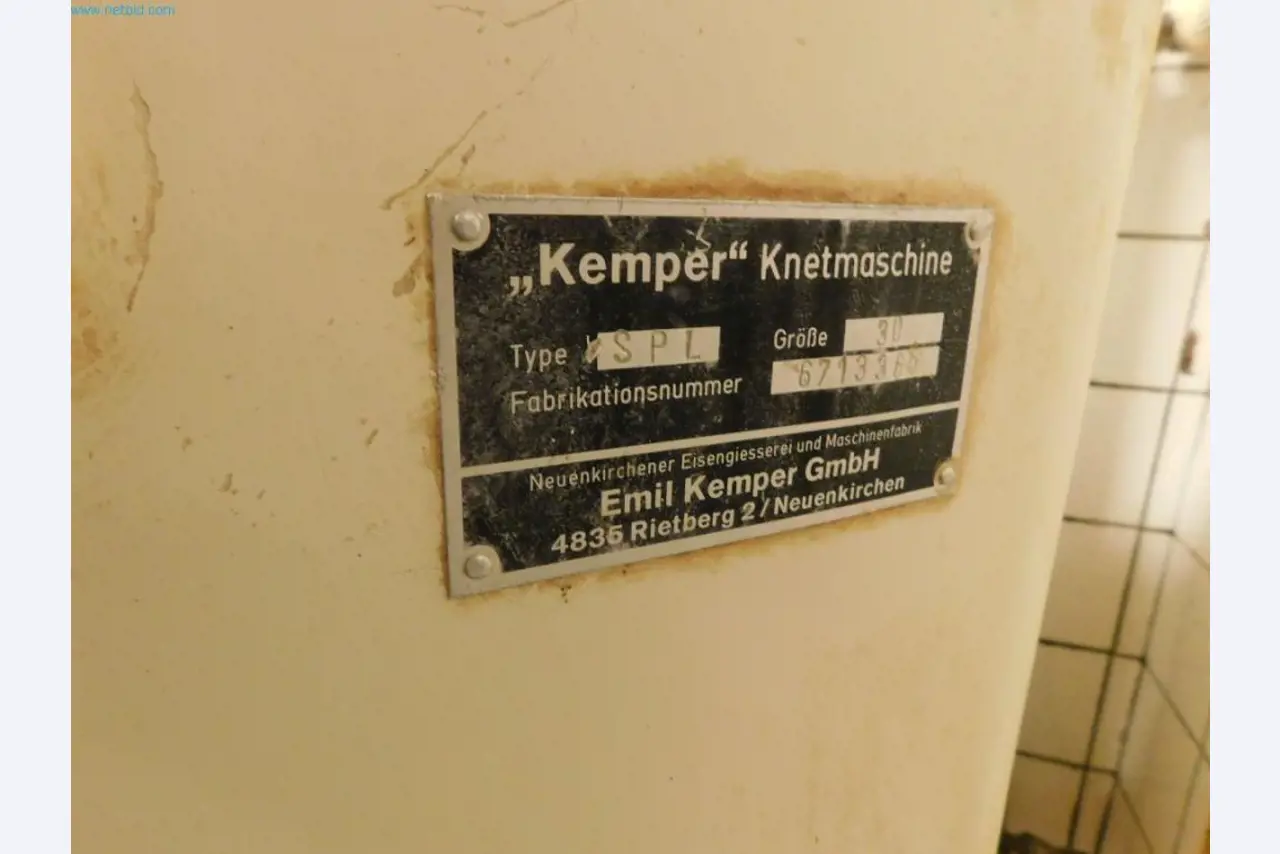 www.netbid.com
„Kemper“ Knetmaschine
Type SPL Größe 30
Fabrikationsnummer
Neuenkirchener Eisengiesserei und Maschinenfabrik
Emil Kemper GmbH
4835 Rietberg 2/Neuenkirchen